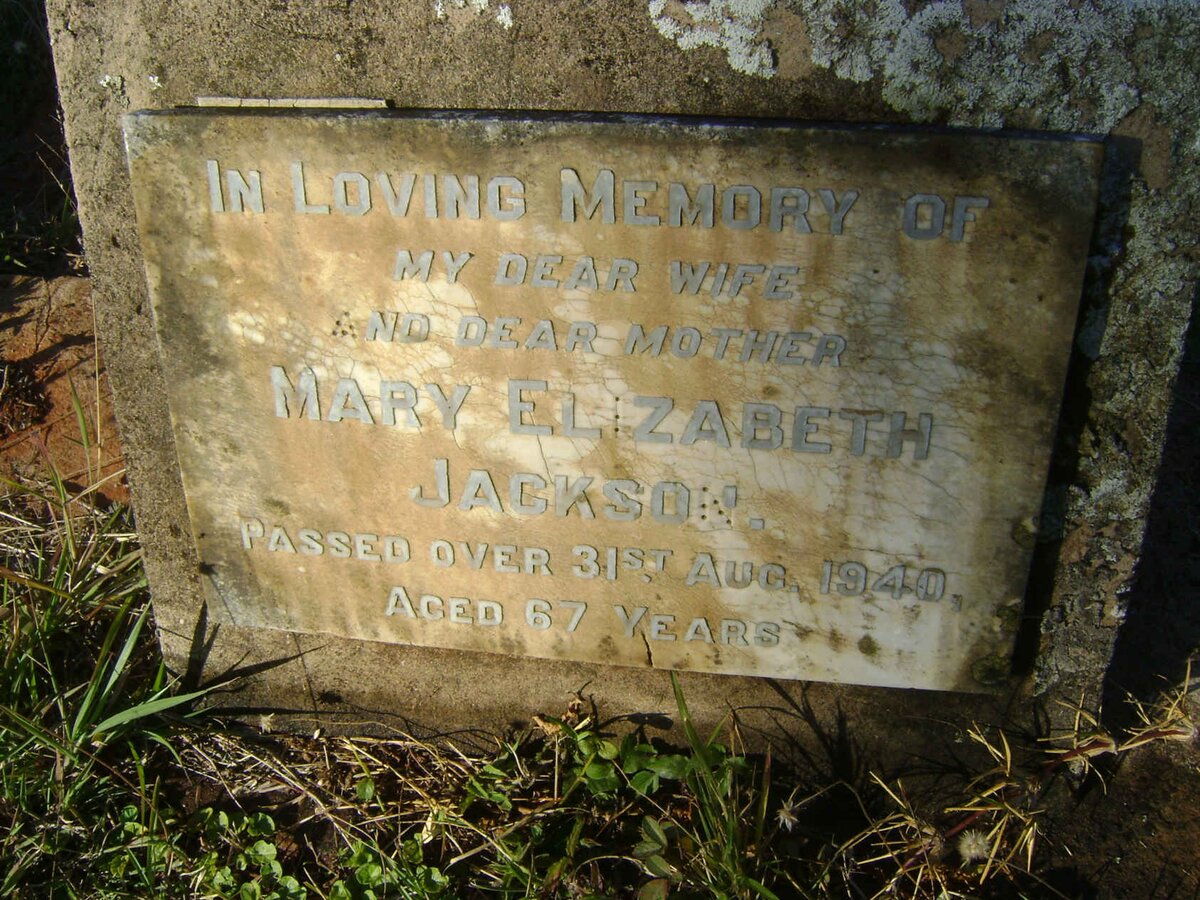 IN LOVING MEMORY OF
MY DEAR WIFE
AND DEAR MOTHER
MARY ELIZABETH
JACKSON.
PASSED OVER 31ST AUG. 1940,
AGED 67 YEARS